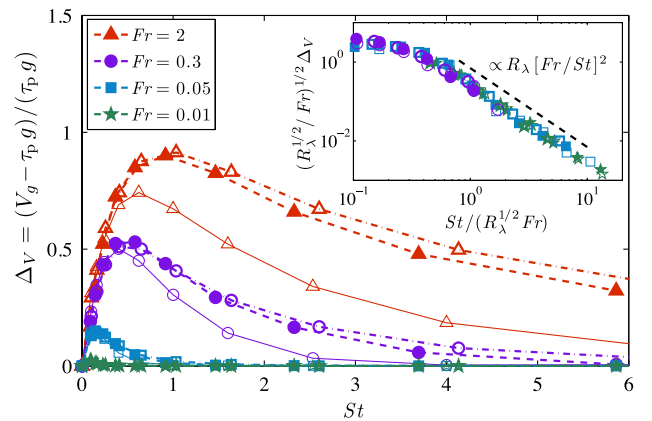 1.5
1
0.5
0
Δ_V = (V_g − τ_p g)/(τ_p g)
Fr = 2
Fr = 0.3
Fr = 0.05
Fr = 0.01
(R_λ^{1/2}/Fr)^{1/2} Δ_V
10^0
10^{-2}
∝ R_λ [Fr/St]^2
10^{-1} 10^0 10^1
St/(R_λ^{1/2} Fr)
0 1 2 3 4 5 6
St